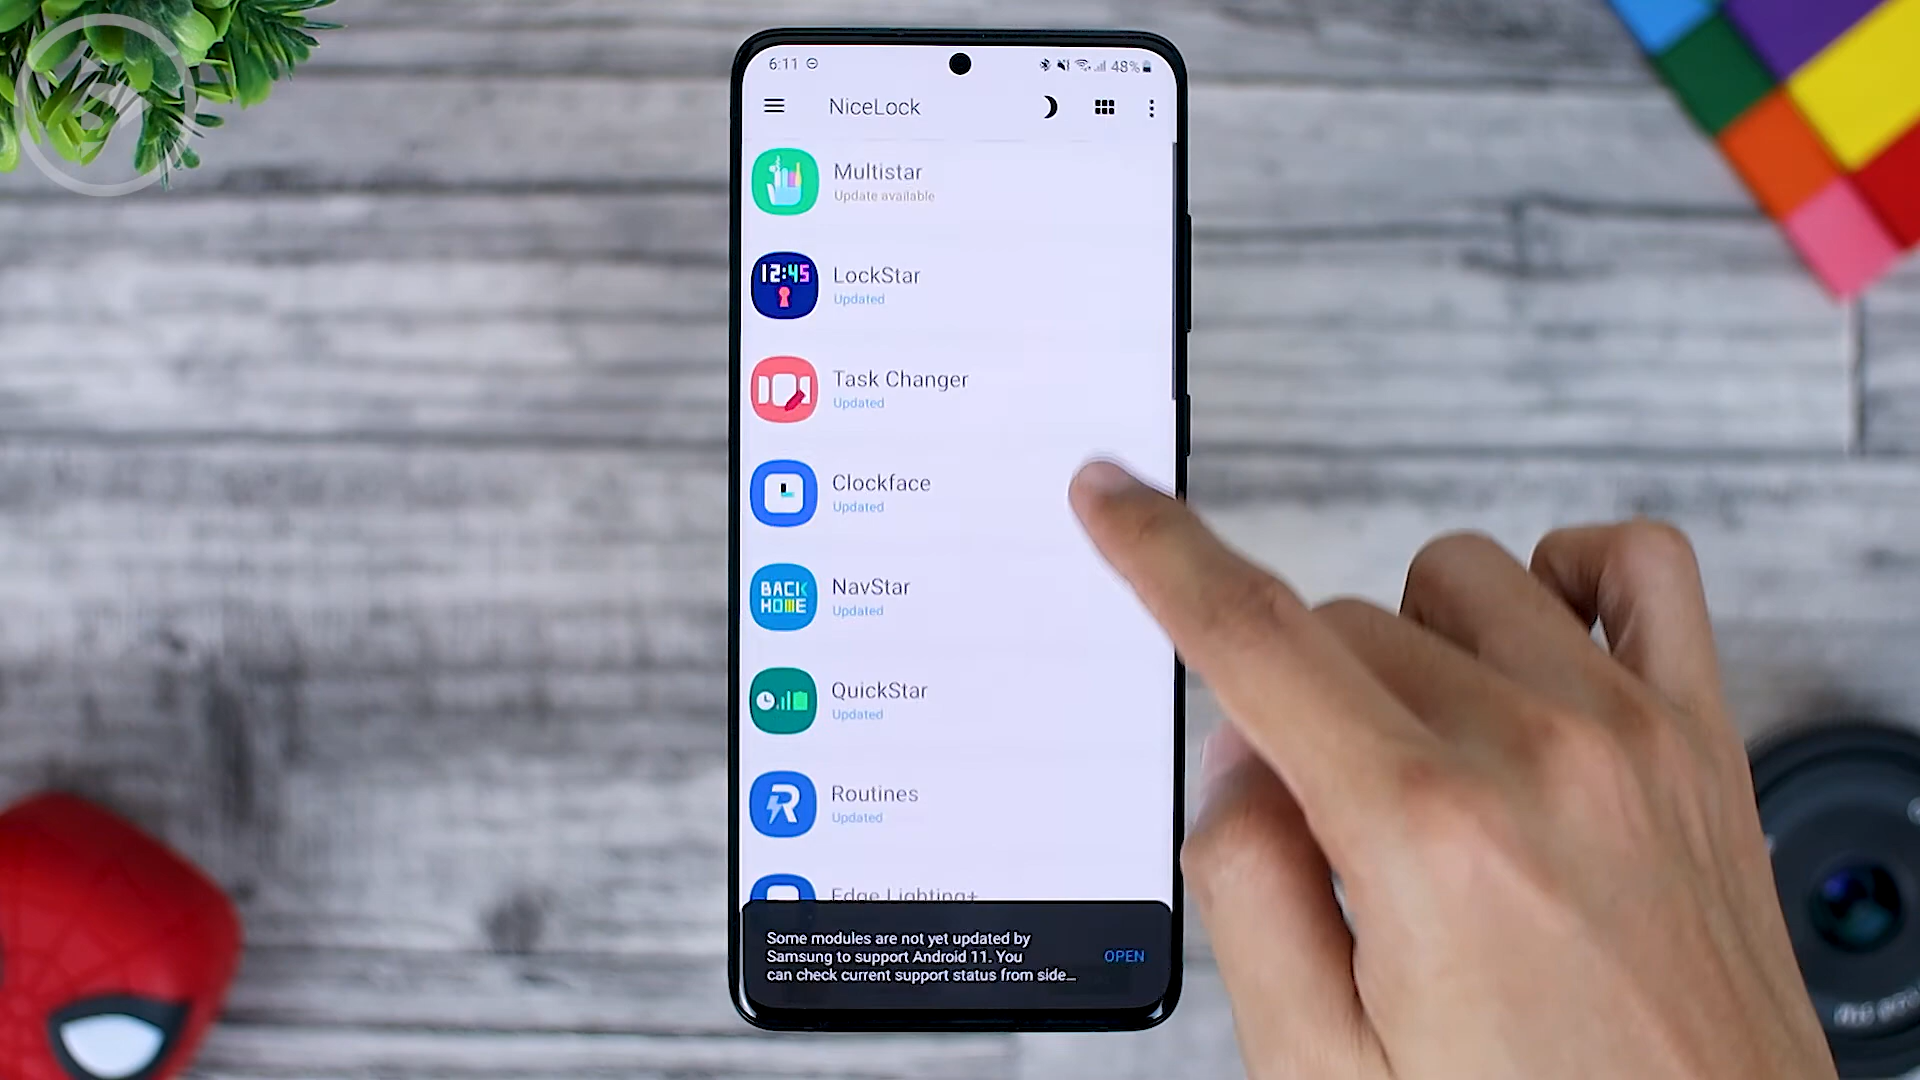 6:11
48%
NiceLock
Multistar
Update available
12:45
LockStar
Updated
Task Changer
Updated
Clockface
Updated
BACK
HOME
NavStar
Updated
QuickStar
Updated
R
Routines
Updated
Edge Lighting+
Some modules are not yet updated by
Samsung to support Android 11. You
can check current support status from side...
OPEN